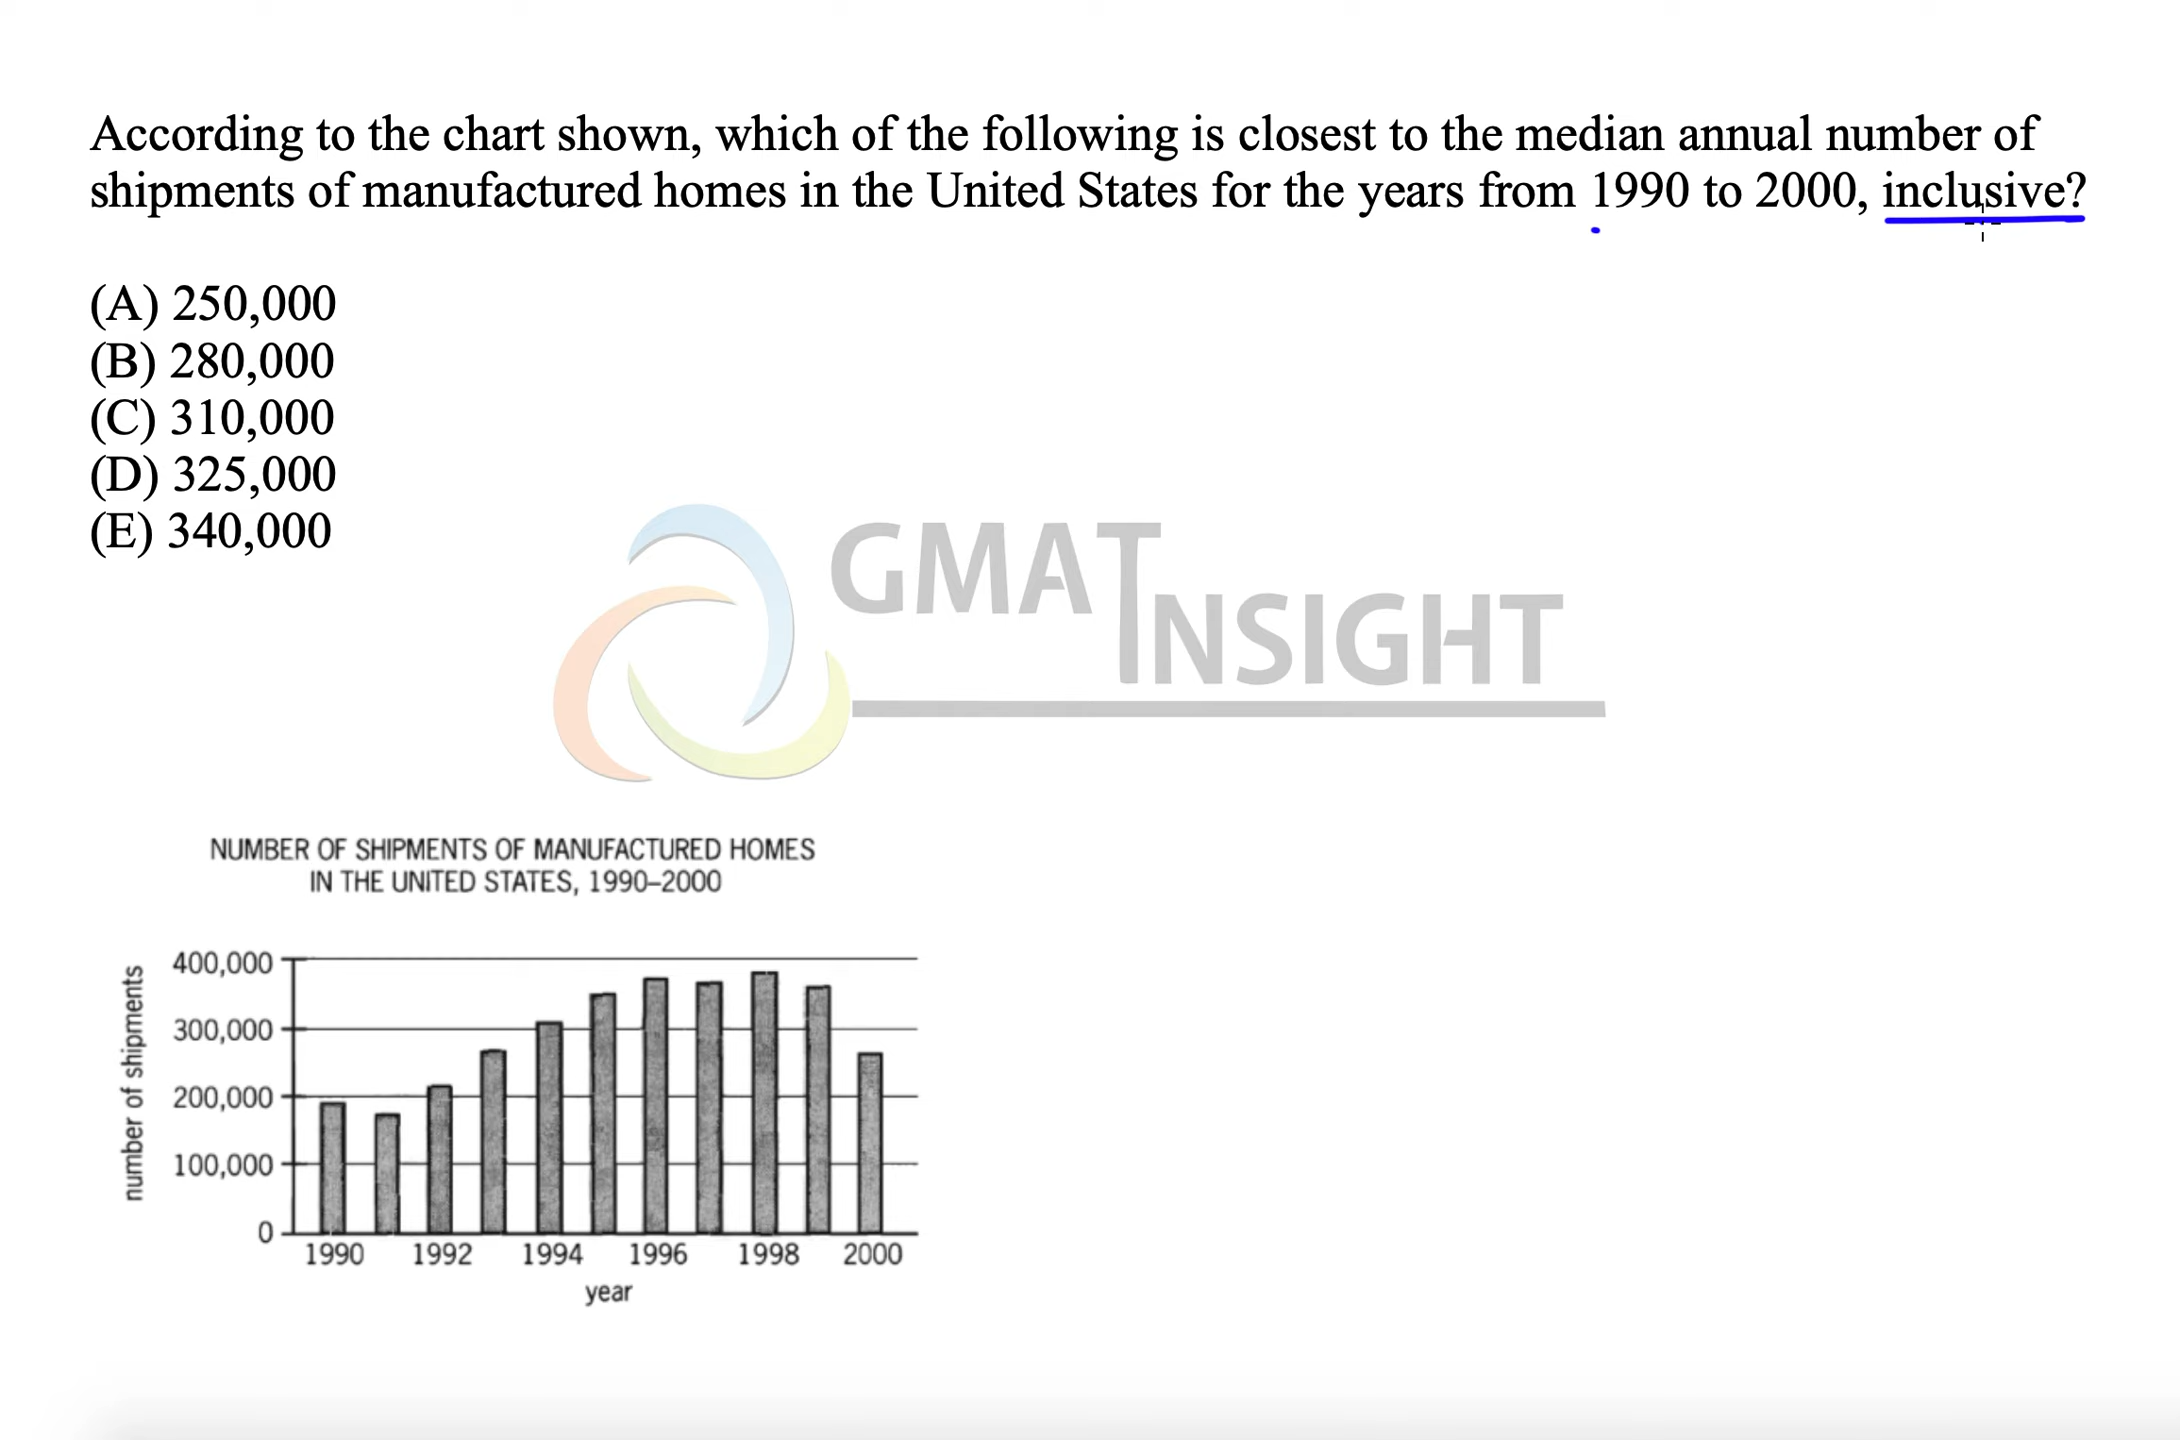 According to the chart shown, which of the following is closest to the median annual number of
shipments of manufactured homes in the United States for the years from 1990 to 2000, inclusive?
(A) 250,000
(B) 280,000
(C) 310,000
(D) 325,000
(E) 340,000
GMAT
INSIGHT
NUMBER OF SHIPMENTS OF MANUFACTURED HOMES
IN THE UNITED STATES, 1990–2000
number of shipments
400,000
300,000
200,000
100,000
0
1990 1992 1994 1996 1998 2000
year